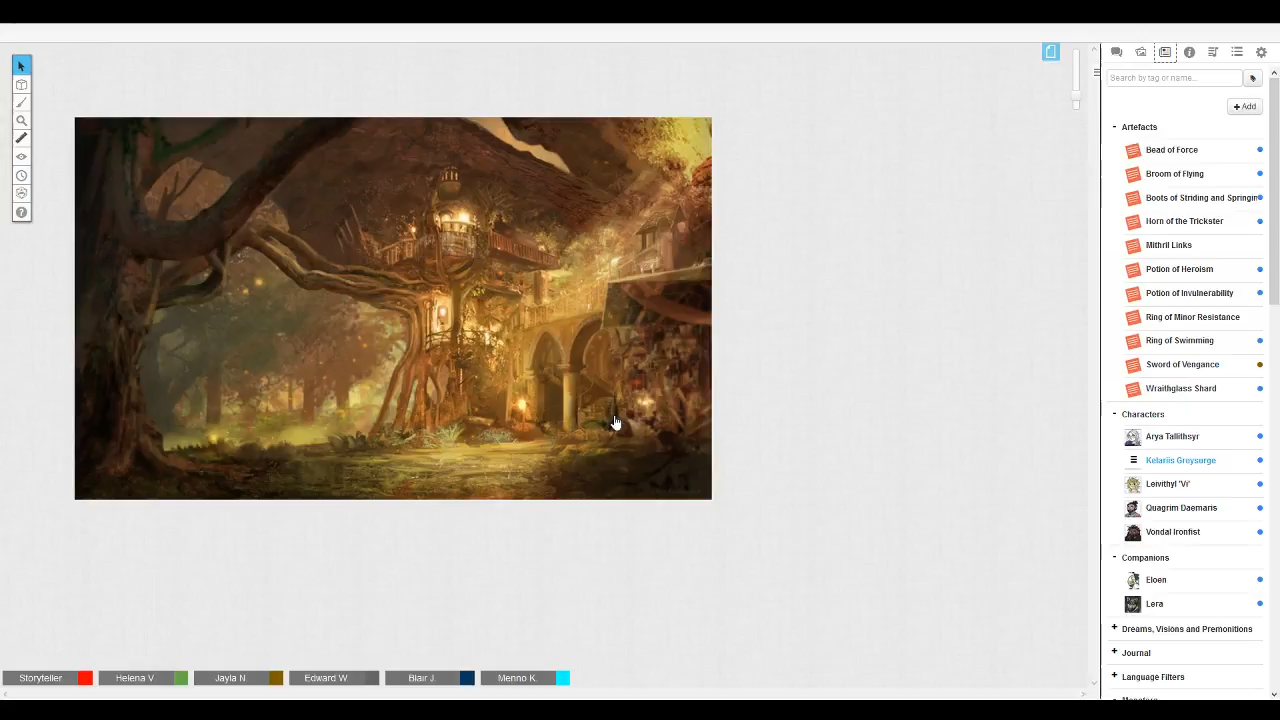 Search by tag or name...
+ Add
- Artefacts
Bead of Force
Broom of Flying
Boots of Striding and Springin
Horn of the Trickster
Mithril Links
Potion of Heroism
Potion of Invulnerability
Ring of Minor Resistance
Ring of Swimming
Sword of Vengance
Wraithglass Shard
- Characters
Arya Tallithsyr
Kelariis Greysurge
Leivithyl 'Vi'
Quagrim Daemaris
Vondal Ironfist
- Companions
Eloen
Lera
+ Dreams, Visions and Premonitions
+ Journal
+ Language Filters
Storyteller
Helena V
Jayla N
Edward W
Blair J.
Menno K.